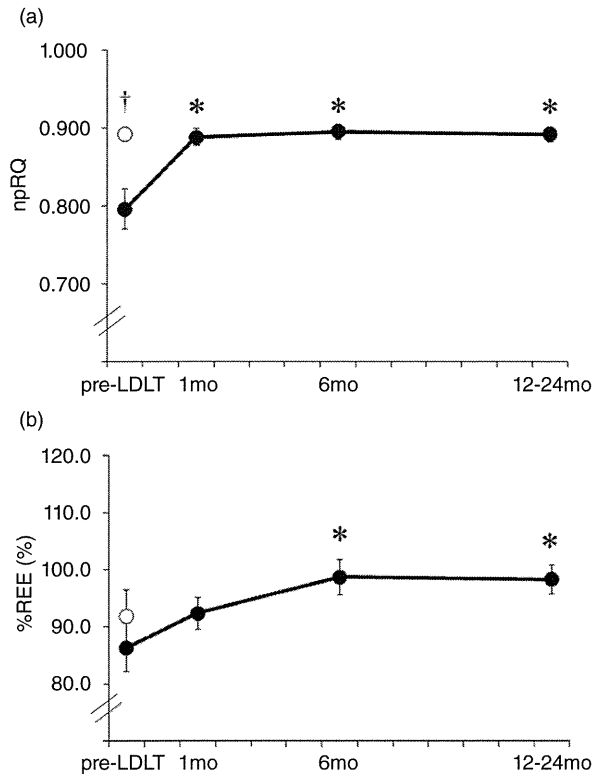 (a)
1.000
†
*
*
*
0.900
npRQ
0.800
0.700
pre-LDLT 1mo 6mo 12-24mo
(b)
120.0
110.0
*
*
%REE (%)
100.0
90.0
80.0
pre-LDLT 1mo 6mo 12-24mo